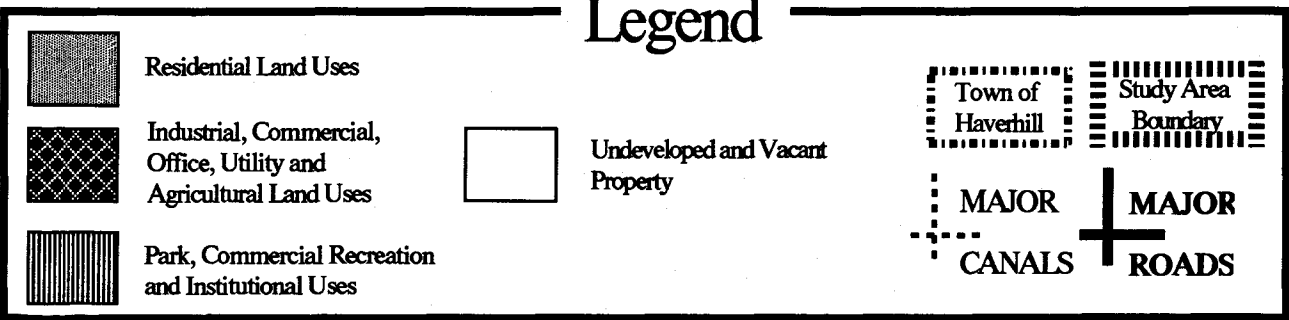 Legend
Residential Land Uses
Industrial, Commercial,
Office, Utility and
Agricultural Land Uses
Park, Commercial Recreation
and Institutional Uses
Undeveloped and Vacant
Property
Town of
Haverhill
Study Area
Boundary
MAJOR
CANALS
MAJOR
ROADS